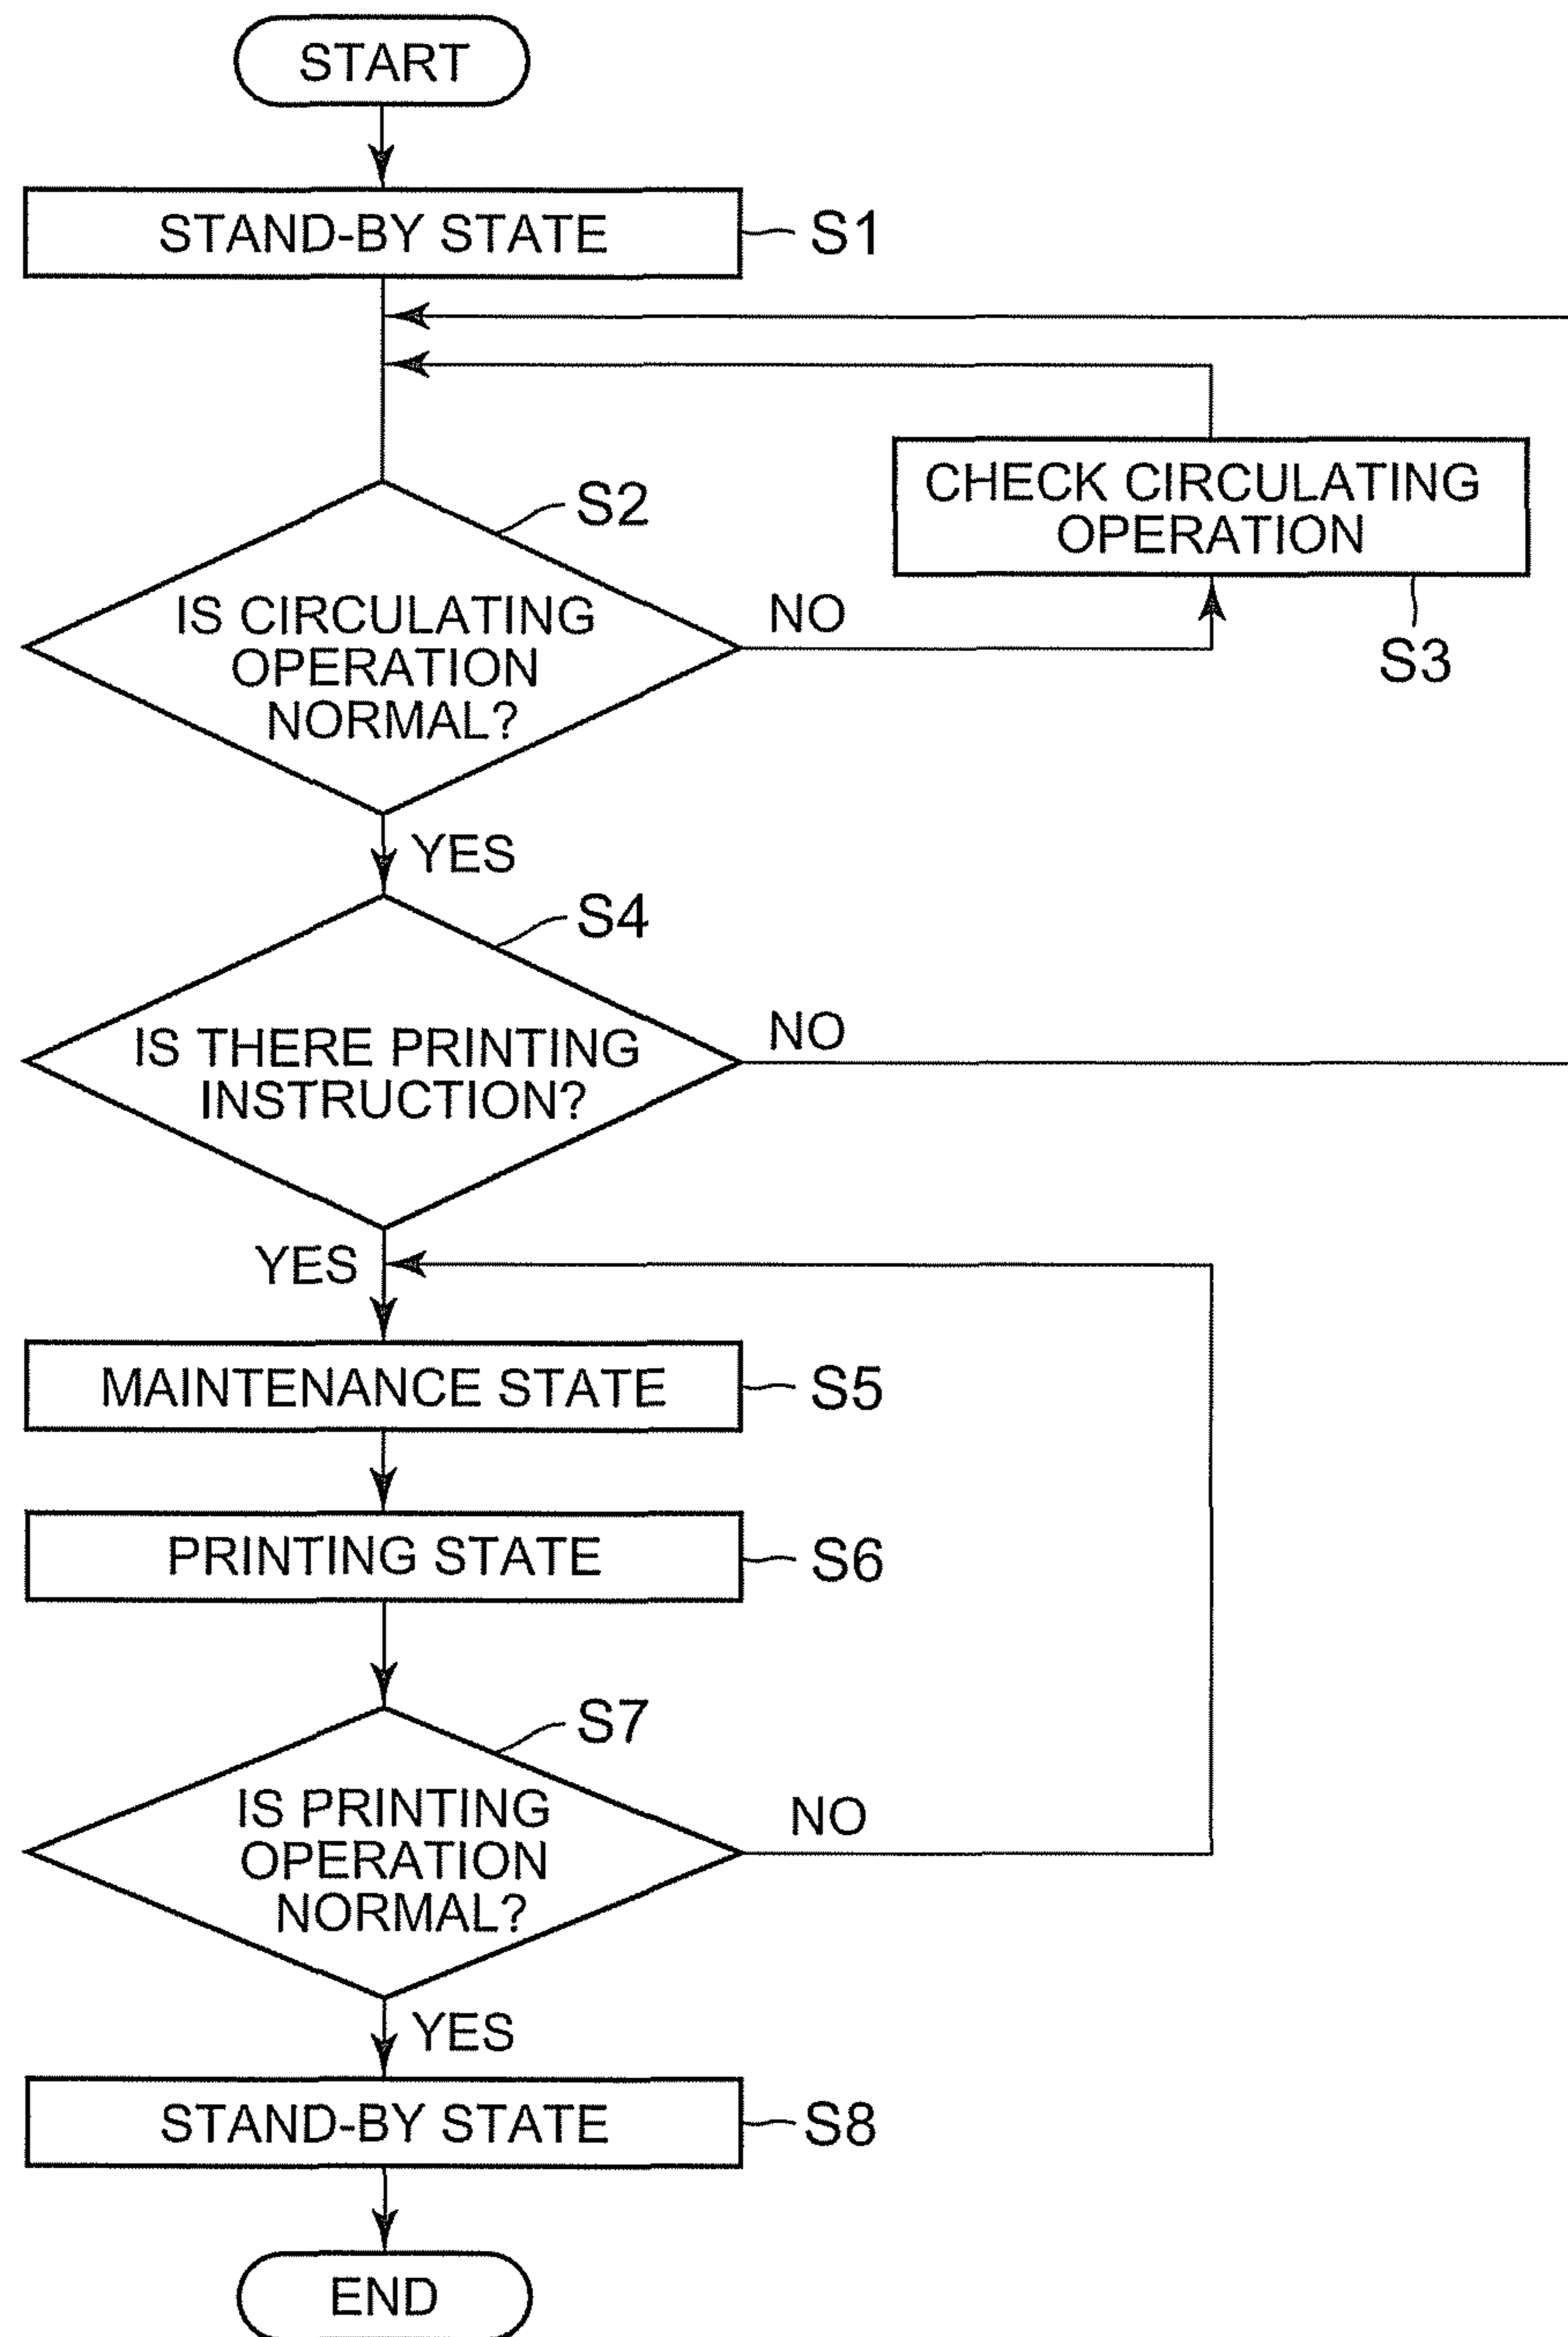 START
STAND-BY STATE
S1
S2
IS CIRCULATING
OPERATION
NORMAL?
NO
CHECK CIRCULATING
OPERATION
S3
YES
S4
IS THERE PRINTING
INSTRUCTION?
NO
YES
MAINTENANCE STATE
S5
PRINTING STATE
S6
S7
IS PRINTING
OPERATION
NORMAL?
NO
YES
STAND-BY STATE
S8
END